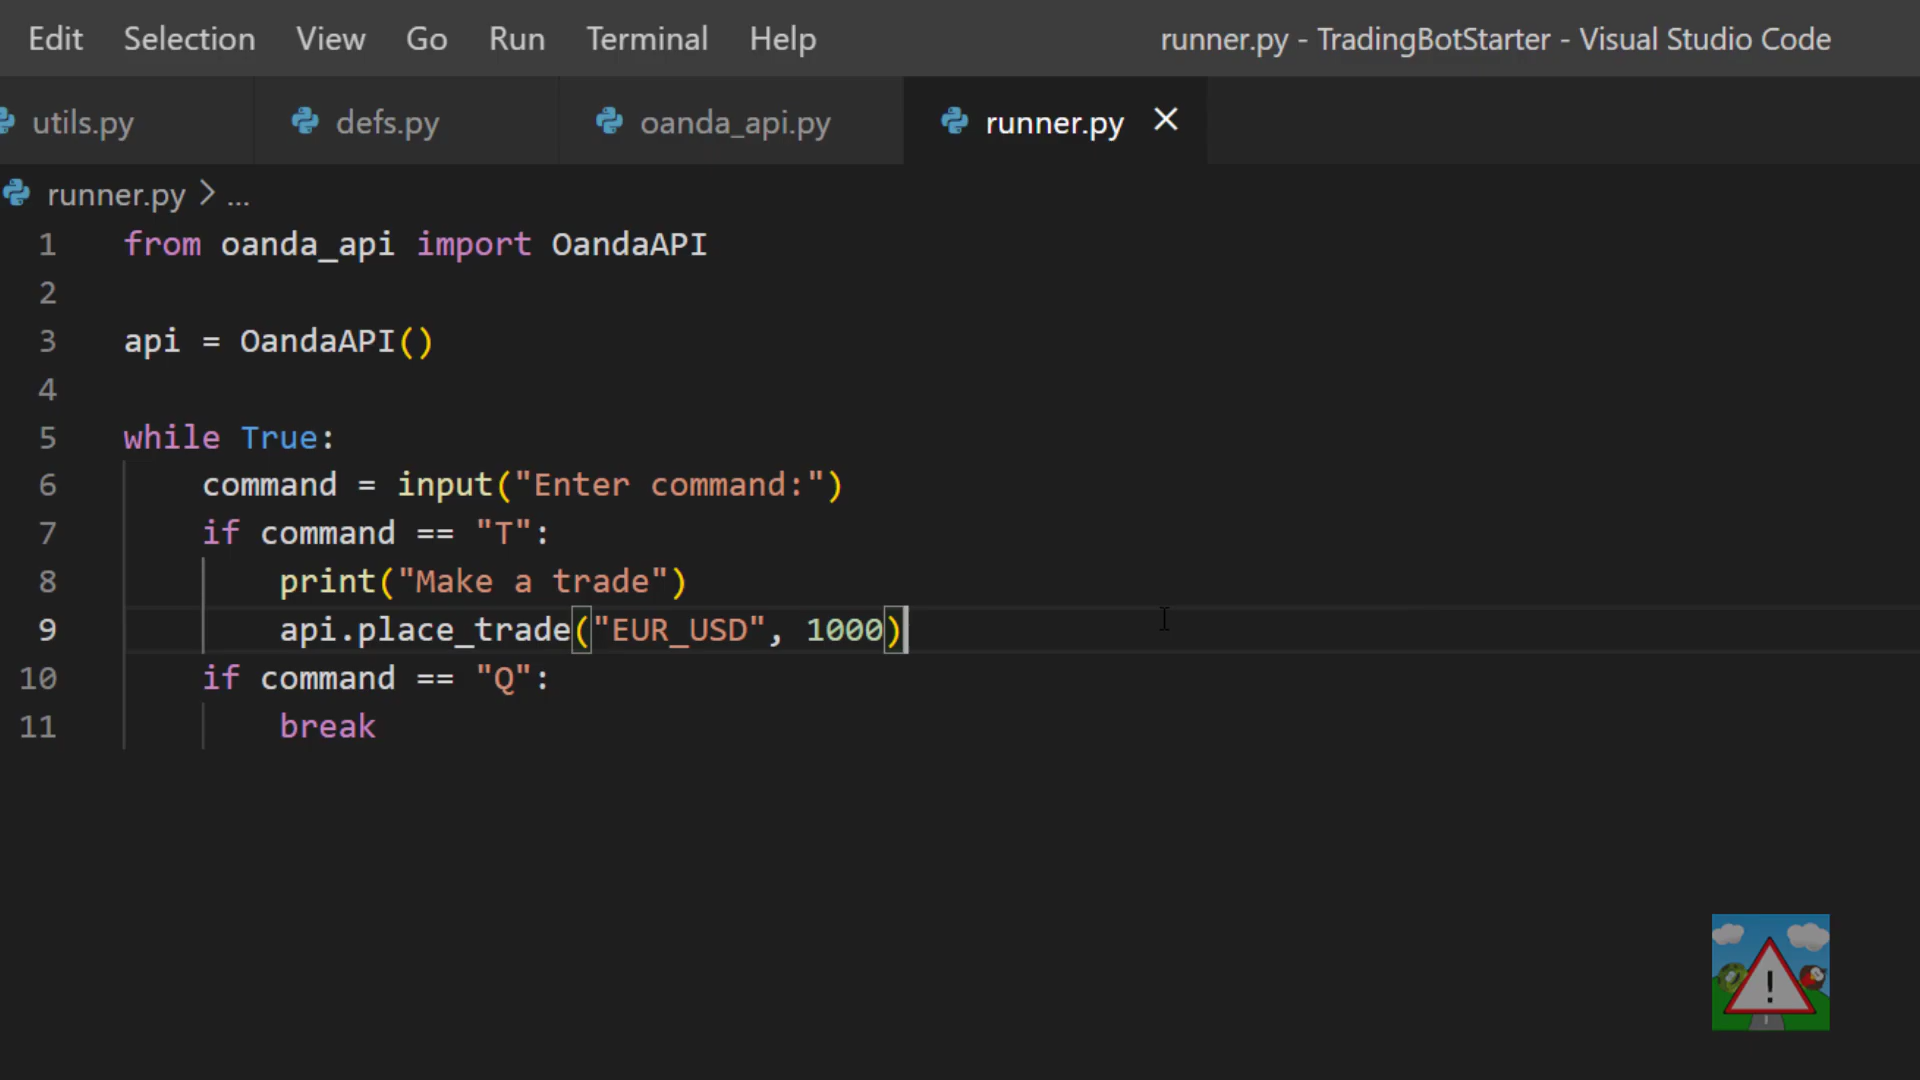 Edit Selection View Go Run Terminal Help runner.py - TradingBotStarter - Visual Studio Code
utils.py defs.py oanda_api.py runner.py
runner.py > ...
1 from oanda_api import OandaAPI
2
3 api = OandaAPI()
4
5 while True:
6     command = input("Enter command:")
7     if command == "T":
8         print("Make a trade")
9         api.place_trade("EUR_USD", 1000)
10     if command == "Q":
11         break
!